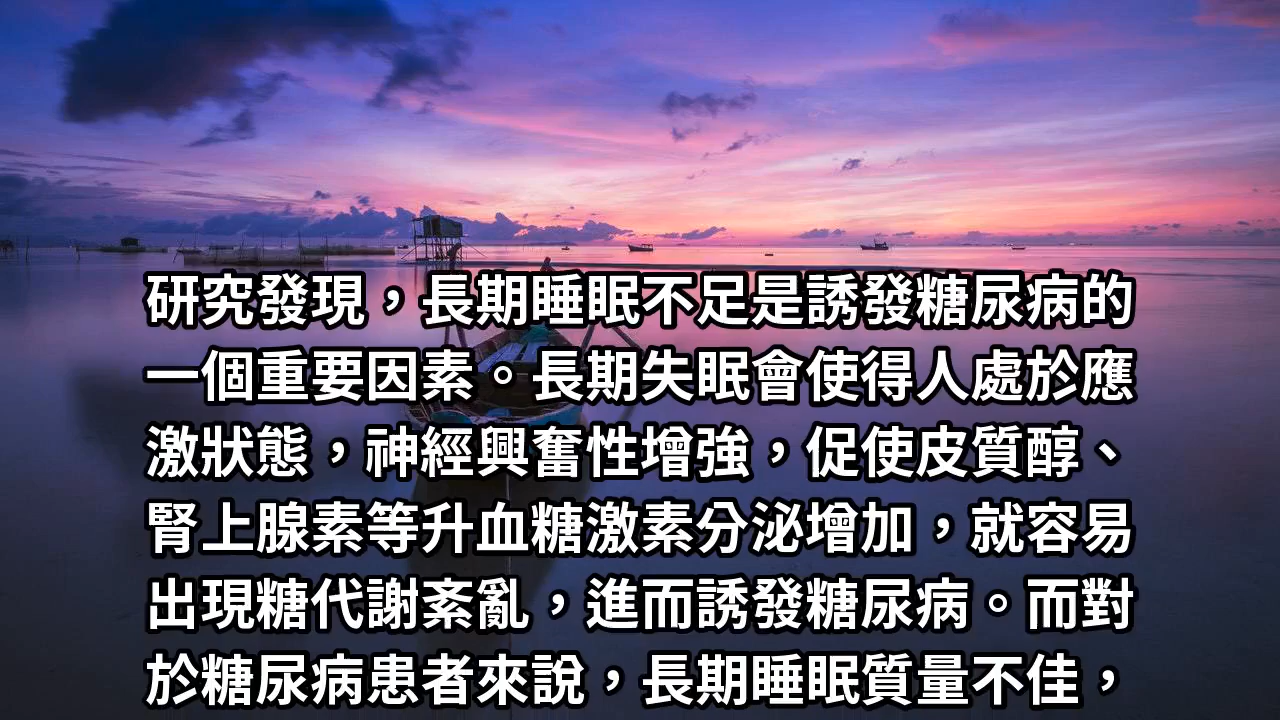 研究發現，長期睡眠不足是誘發糖尿病的
一個重要因素。長期失眠會使得人處於應
激狀態，神經興奮性增強，促使皮質醇、
腎上腺素等升血糖激素分泌增加，就容易
出現糖代謝紊亂，進而誘發糖尿病。而對
於糖尿病患者來說，長期睡眠質量不佳，